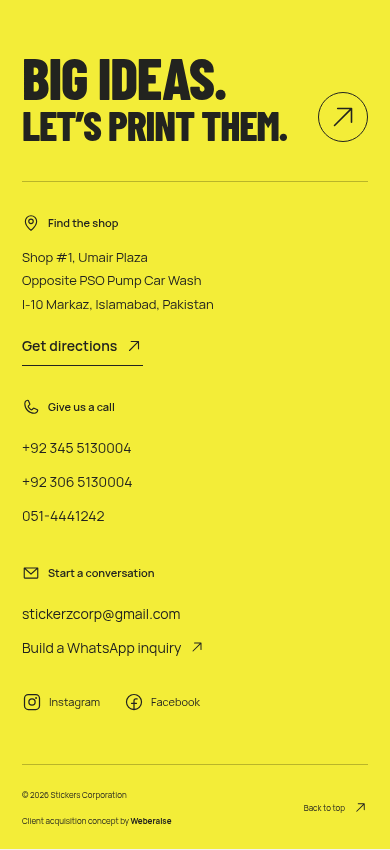 BIG IDEAS.
LET'S PRINT THEM.
Find the shop
Shop #1, Umair Plaza
Opposite PSO Pump Car Wash
I-10 Markaz, Islamabad, Pakistan
Get directions
Give us a call
+92 345 5130004
+92 306 5130004
051-4441242
Start a conversation
stickerzcorp@gmail.com
Build a WhatsApp inquiry
Instagram Facebook
© 2026 Stickers Corporation
Back to top
Client acquisition concept by Weberaise